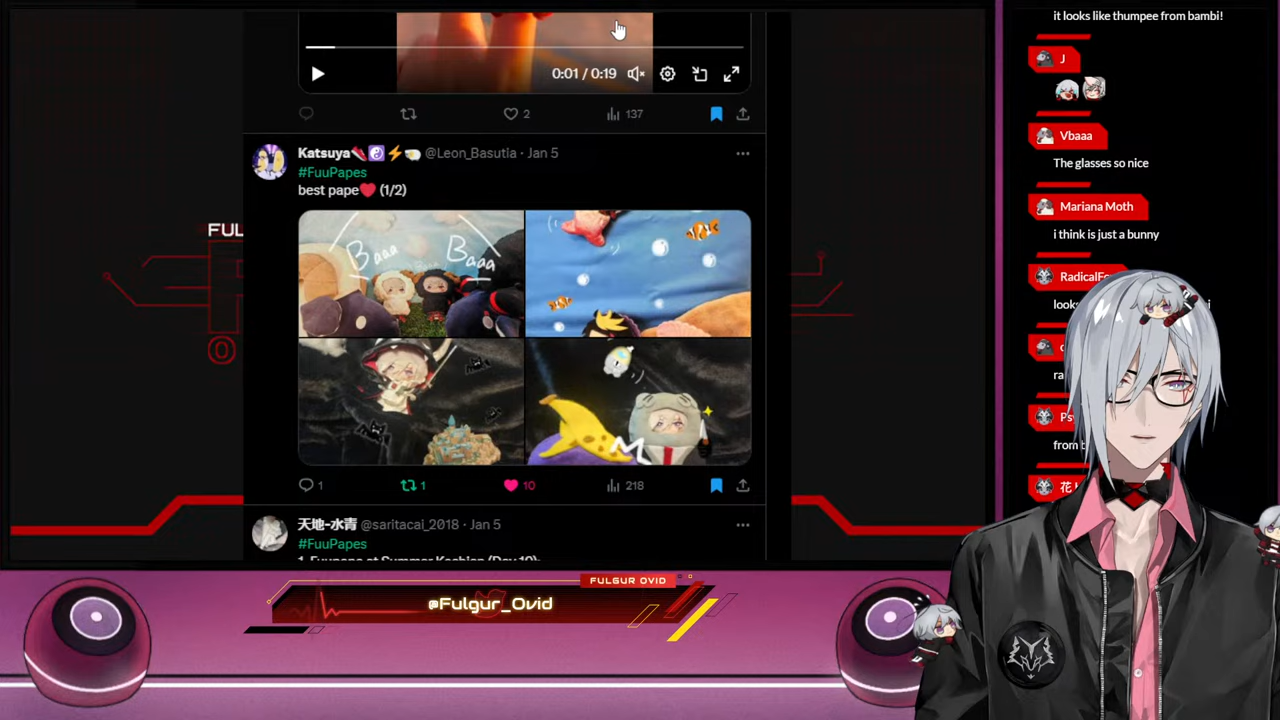 it looks like thumpee from bambi!
J
Vbaaa
The glasses so nice
Mariana Moth
i think is just a bunny
0:01 / 0:19
2
137
Katsuya @Leon_Basutia · Jan 5
#FuuPapes
best pape (1/2)
Baaa
Baaa
M
1
1
10
218
天地-水青 @saritacai_2018 · Jan 5
#FuuPapes
FUL
FULGUR OVID
@Fulgur_Ovid